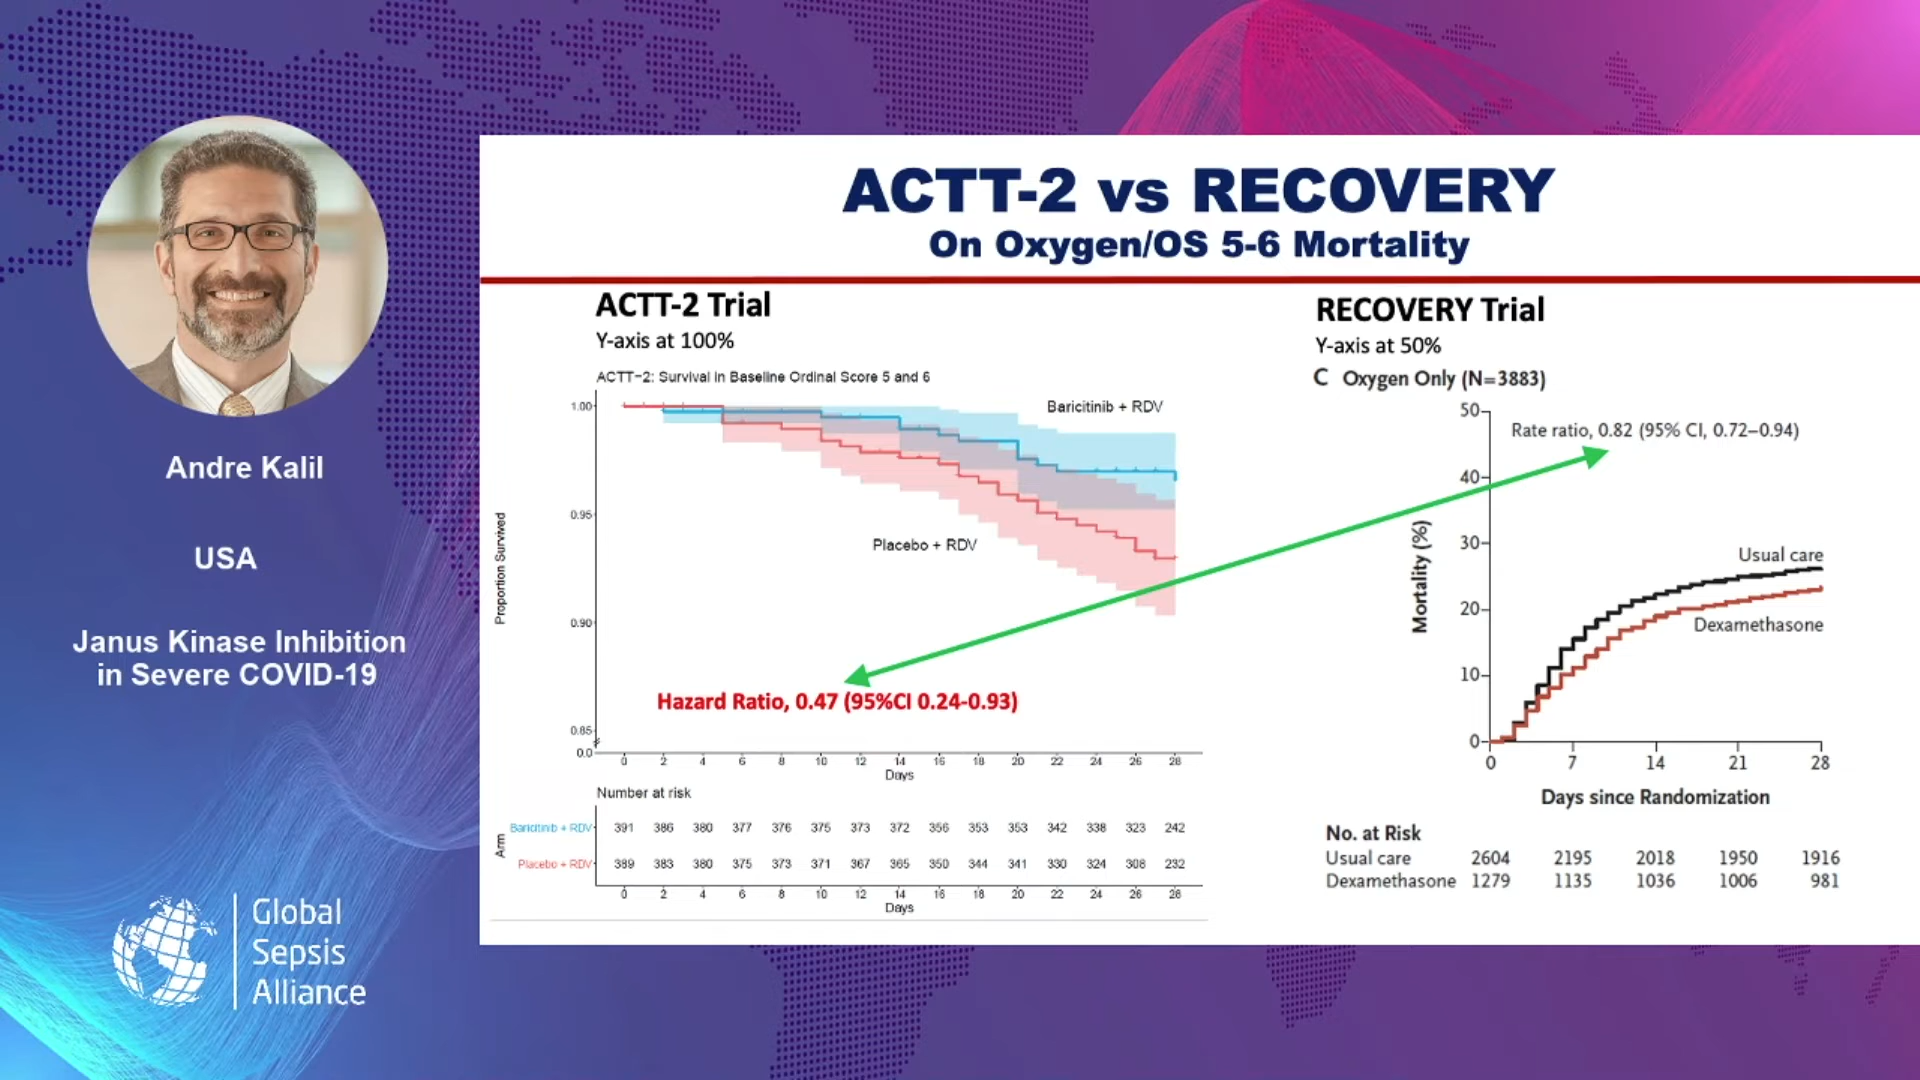 ACTT-2 vs RECOVERY
On Oxygen/OS 5-6 Mortality
ACTT-2 Trial
Y-axis at 100%
ACTT-2: Survival in Baseline Ordinal Score 5 and 6
1.00
0.95
0.90
0.85
0.0
Proportion Survived
Baricitinib + RDV
Placebo + RDV
Hazard Ratio, 0.47 (95%CI 0.24-0.93)
0 2 4 6 8 10 12 14 16 18 20 22 24 26 28
Days
Number at risk
Arm
Baricitinib + RDV 391 386 380 377 376 375 373 372 356 353 353 342 338 323 242
Placebo + RDV 389 383 380 375 373 371 367 365 350 344 341 330 324 308 232
0 2 4 6 8 10 12 14 16 18 20 22 24 26 28
Days
RECOVERY Trial
Y-axis at 50%
C Oxygen Only (N=3883)
50
40
30
20
10
0
Mortality (%)
Rate ratio, 0.82 (95% CI, 0.72–0.94)
Usual care
Dexamethasone
0 7 14 21 28
Days since Randomization
No. at Risk
Usual care 2604 2195 2018 1950 1916
Dexamethasone 1279 1135 1036 1006 981
Andre Kalil
USA
Janus Kinase Inhibition
in Severe COVID-19
Global
Sepsis
Alliance